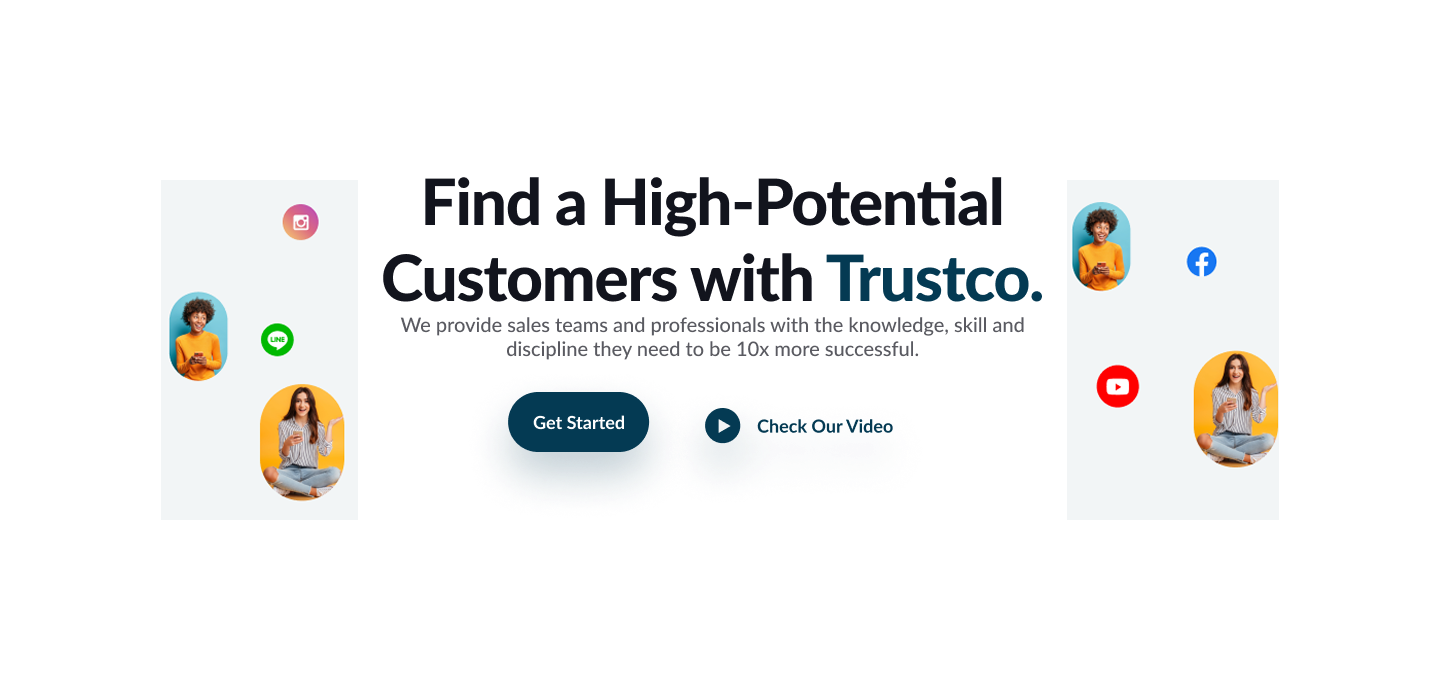 Find a High-Potential
Customers with Trustco.
We provide sales teams and professionals with the knowledge, skill and
discipline they need to be 10x more successful.
LINE
Get Started
Check Our Video